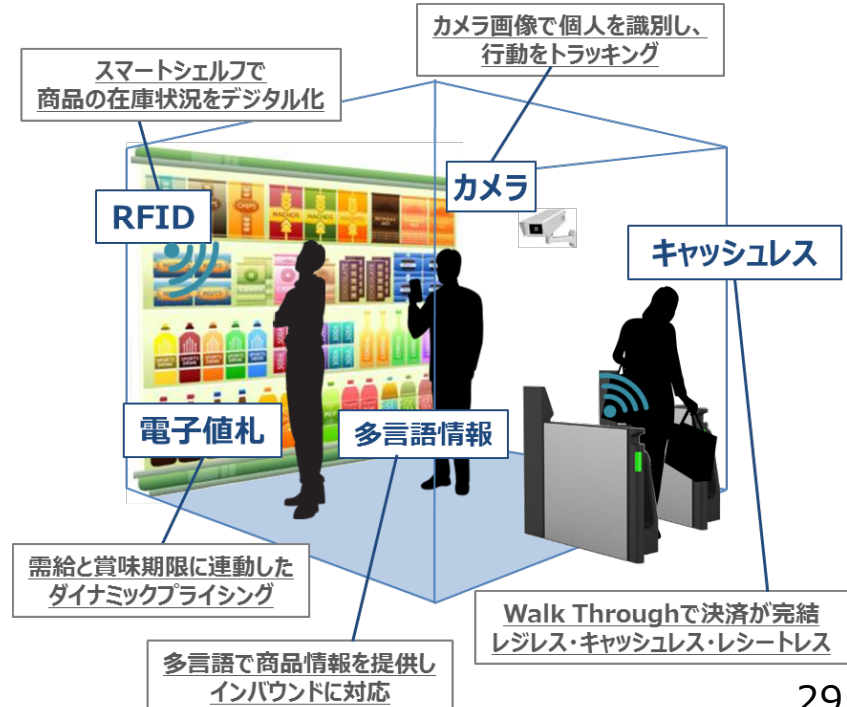 カメラ画像で個人を識別し、
行動をトラッキング
スマートシェルフで
商品の在庫状況をデジタル化
カメラ
RFID
キャッシュレス
CHIPS
NACHOS
NACHOS
NACHOS
電子値札
多言語情報
需給と賞味期限に連動した
ダイナミックプライシング
Walk Throughで決済が完結
レジレス・キャッシュレス・レシートレス
多言語で商品情報を提供し
インバウンドに対応
29